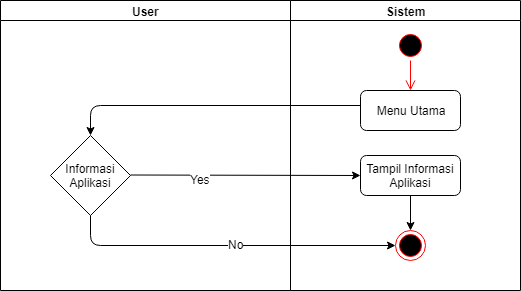 User
Sistem
Menu Utama
Informasi
Aplikasi
Yes
Tampil Informasi
Aplikasi
No